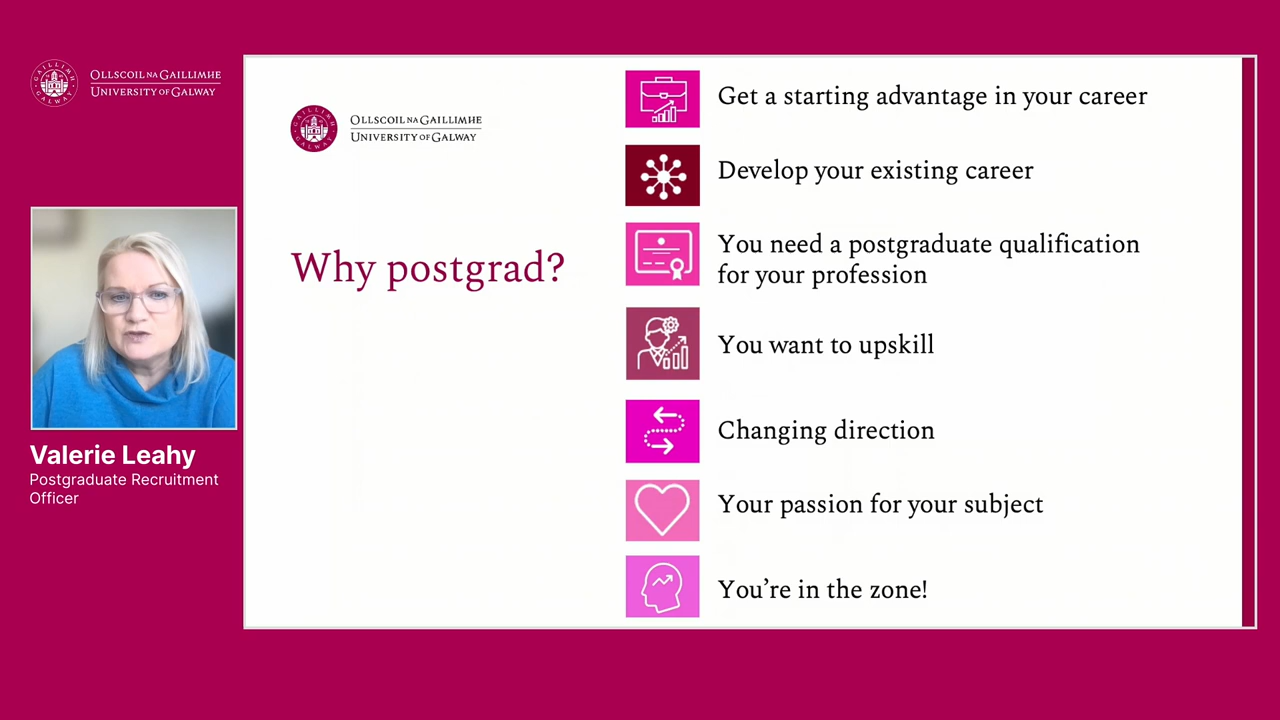 OLLSCOIL NA GAILLIMHE
UNIVERSITY OF GALWAY
Valerie Leahy
Postgraduate Recruitment
Officer
OLLSCOIL NA GAILLIMHE
UNIVERSITY OF GALWAY
Why postgrad?
Get a starting advantage in your career
Develop your existing career
You need a postgraduate qualification
for your profession
You want to upskill
Changing direction
Your passion for your subject
You’re in the zone!